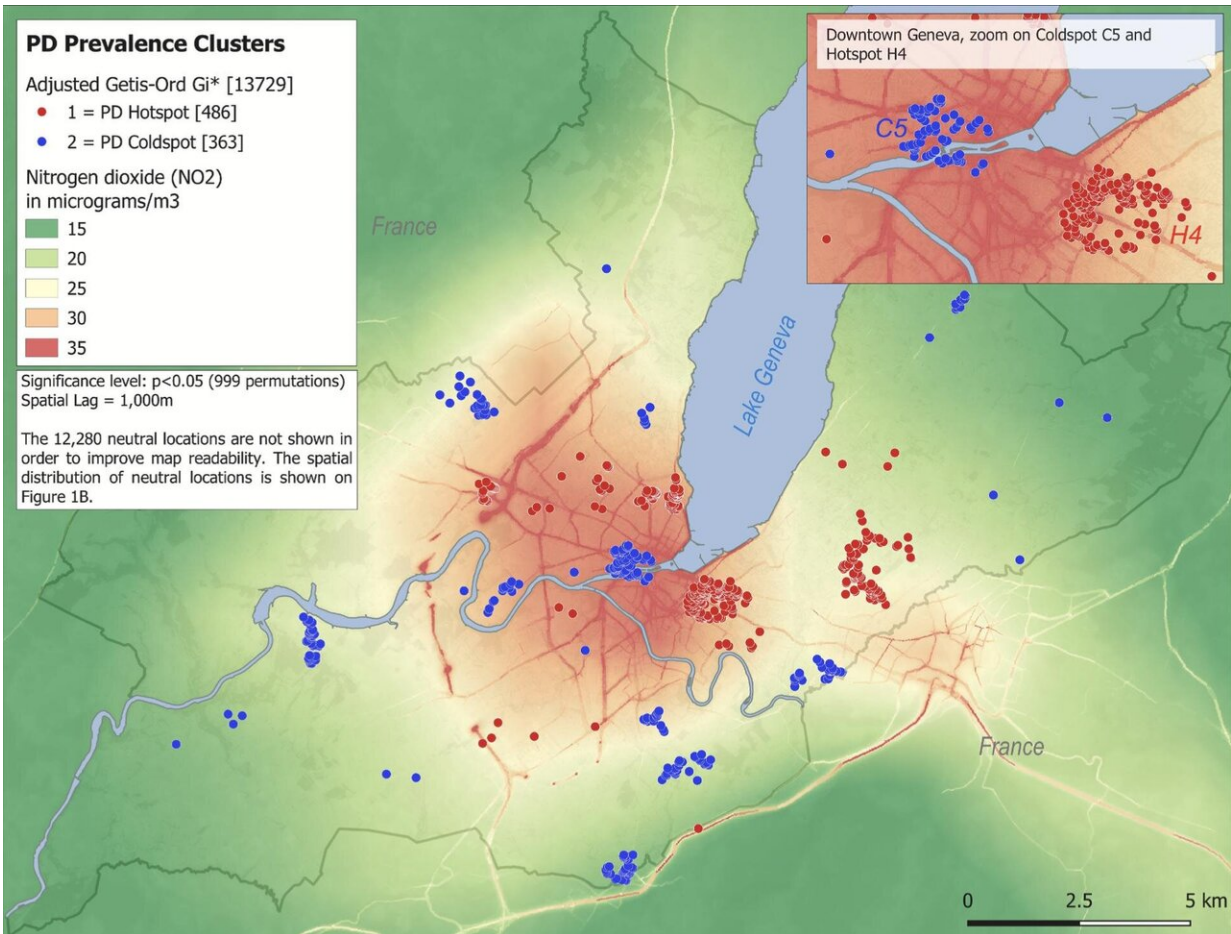 PD Prevalence Clusters
Adjusted Getis-Ord Gi* [13729]
1 = PD Hotspot [486]
2 = PD Coldspot [363]
Nitrogen dioxide (NO2)
in micrograms/m3
15
20
25
30
35
Significance level: p<0.05 (999 permutations)
Spatial Lag = 1,000m
The 12,280 neutral locations are not shown in
order to improve map readability. The spatial
distribution of neutral locations is shown on
Figure 1B.
Downtown Geneva, zoom on Coldspot C5 and
Hotspot H4
C5
H4
France
Lake Geneva
France
0 2.5 5 km